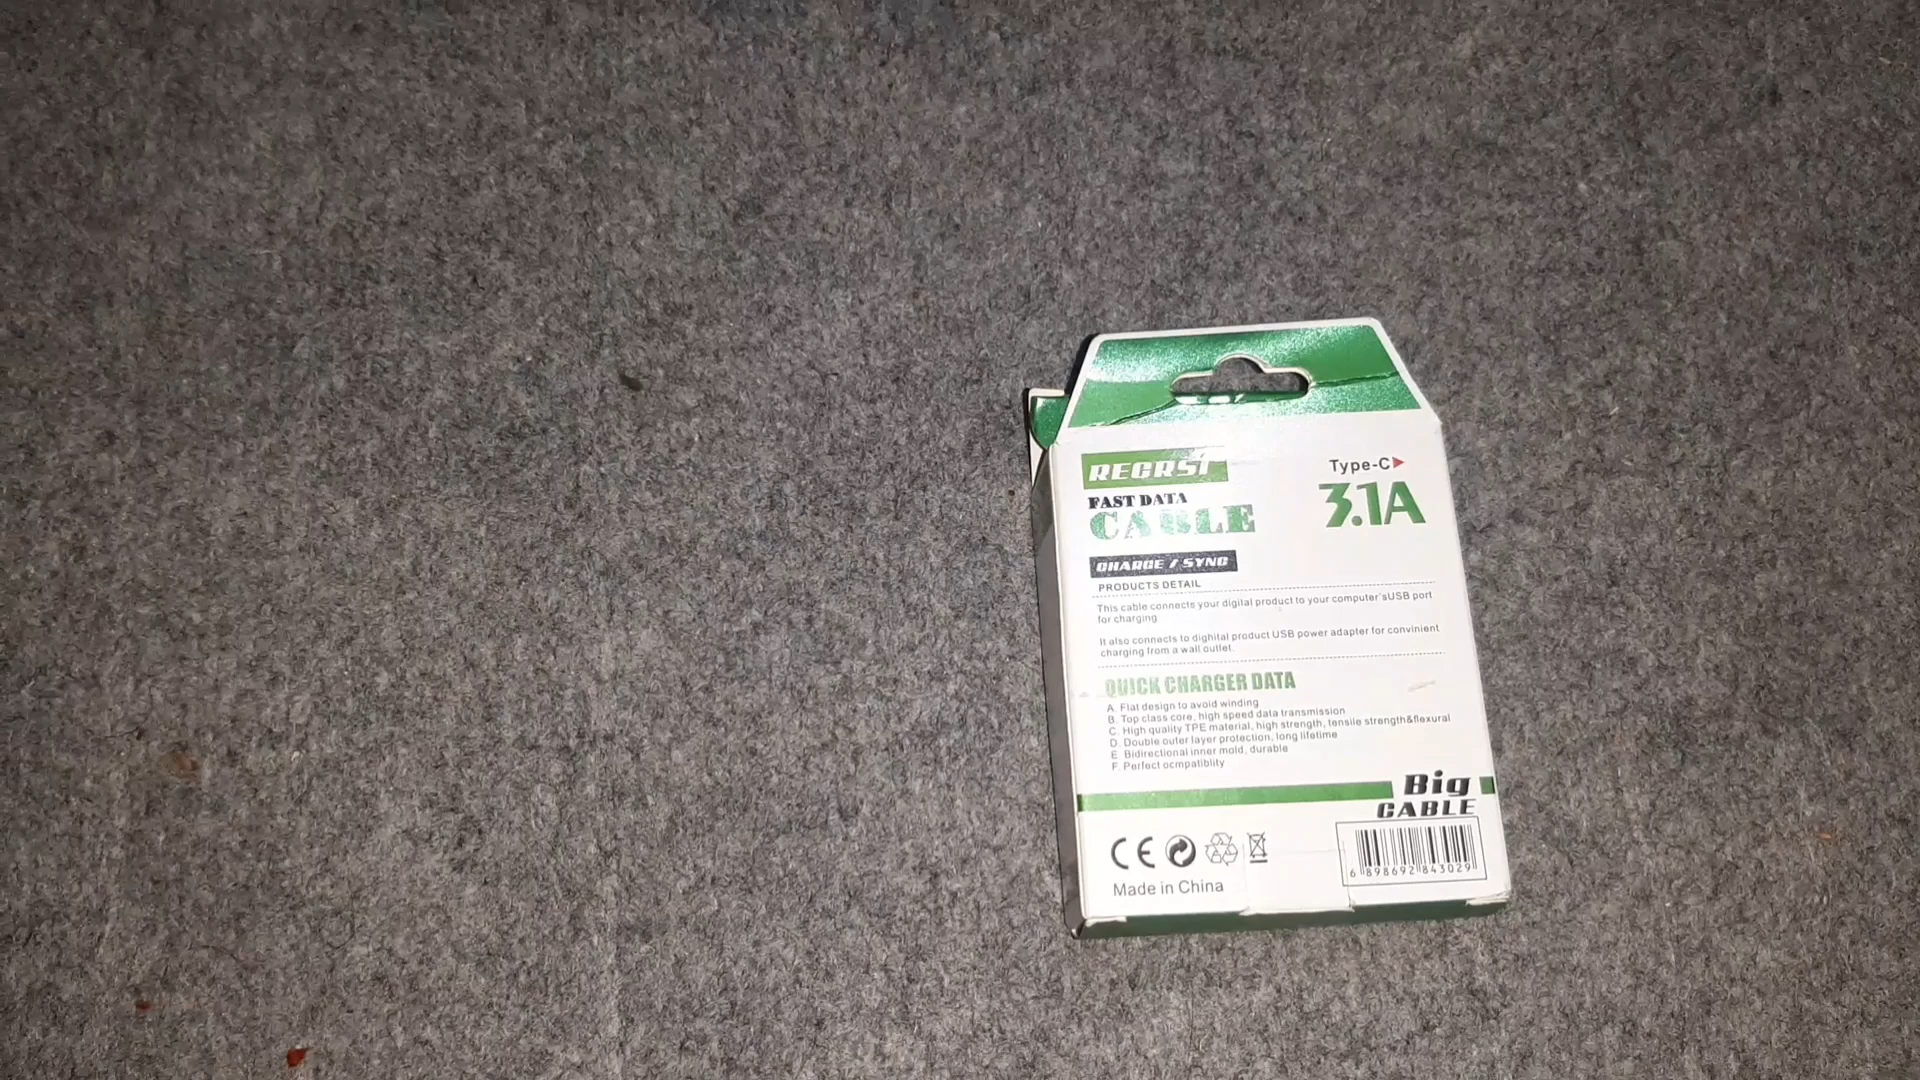 REGRSI
Type-C
FAST DATA
3.1A
CABLE
CHARGE / SYNC
PRODUCTS DETAIL
This cable connects your digital product to your computer'sUSB port
for charging
It also connects to dighital product USB power adapter for convinient
charging from a wall outlet.
QUICK CHARGER DATA
A. Flat design to avoid winding
B. Top class core, high speed data transmission
C. High quality TPE material, high strength, tensile strength&flexural
D. Double outer layer protection, long lifetime
E. Bidirectional inner mold, durable
F. Perfect ocmpatiblity
Big
CABLE
CE
Made in China
6 898692 843029